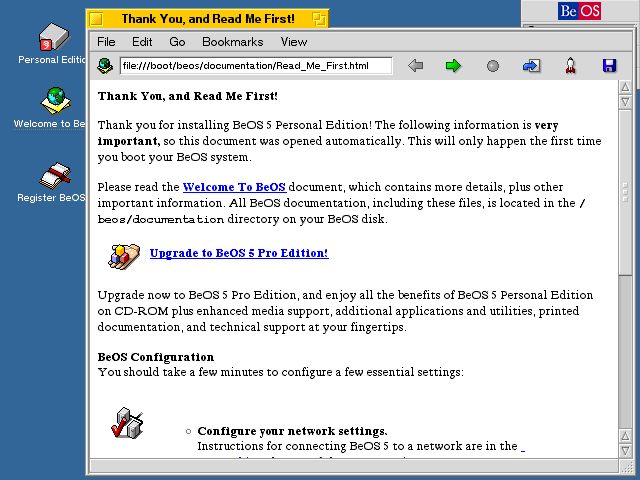 Thank You, and Read Me First!
Be OS
Personal Editio
Welcome to Be
Register BeOS
File Edit Go Bookmarks View
file:///boot/beos/documentation/Read_Me_First.html
Thank You, and Read Me First!
Thank you for installing BeOS 5 Personal Edition! The following information is very
important, so this document was opened automatically. This will only happen the first time
you boot your BeOS system.
Please read the Welcome To BeOS document, which contains more details, plus other
important information. All BeOS documentation, including these files, is located in the /
beos/documentation directory on your BeOS disk.
Upgrade to BeOS 5 Pro Edition!
Upgrade now to BeOS 5 Pro Edition, and enjoy all the benefits of BeOS 5 Personal Edition
on CD-ROM plus enhanced media support, additional applications and utilities, printed
documentation, and technical support at your fingertips.
BeOS Configuration
You should take a few minutes to configure a few essential settings:
Configure your network settings.
Instructions for connecting BeOS 5 to a network are in the _